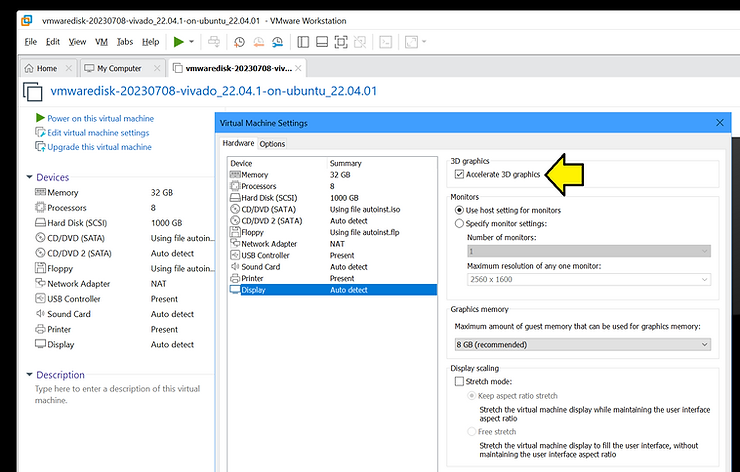 vmwaredisk-20230708-vivado_22.04.1-on-ubuntu_22.04.01 - VMware Workstation
File Edit View VM Tabs Help
Home My Computer vmwaredisk-20230708-viv...
vmwaredisk-20230708-vivado_22.04.1-on-ubuntu_22.04.01
Power on this virtual machine
Edit virtual machine settings
Upgrade this virtual machine
Devices
Memory 32 GB
Processors 8
Hard Disk (SCSI) 1000 GB
CD/DVD (SATA) Using file autoinst...
CD/DVD 2 (SATA) Auto detect
Floppy Using file autoinst...
Network Adapter NAT
USB Controller Present
Sound Card Auto detect
Printer Present
Display Auto detect
Description
Type here to enter a description of this virtual
machine.
Virtual Machine Settings
Hardware Options
Device Summary
Memory 32 GB
Processors 8
Hard Disk (SCSI) 1000 GB
CD/DVD (SATA) Using file autoinst.iso
CD/DVD 2 (SATA) Auto detect
Floppy Using file autoinst.flp
Network Adapter NAT
USB Controller Present
Sound Card Auto detect
Printer Present
Display Auto detect
3D graphics
Accelerate 3D graphics
Monitors
Use host setting for monitors
Specify monitor settings:
Number of monitors:
1
Maximum resolution of any one monitor:
2560 x 1600
Graphics memory
Maximum amount of guest memory that can be used for graphics memory:
8 GB (recommended)
Display scaling
Stretch mode:
Keep aspect ratio stretch
Stretch the virtual machine display while maintaining the user interface
aspect ratio
Free stretch
Stretch the virtual machine display to fill the user interface, without
maintaining the user interface aspect ratio